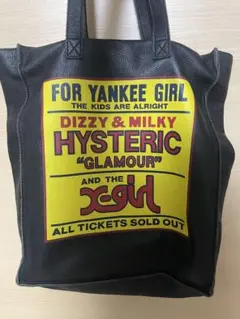 FOR YANKEE GIRL
THE KIDS ARE ALRIGHT
DIZZY & MILKY
HYSTERIC
"GLAMOUR"
AND THE
X-girl
ALL TICKETS SOLD OUT